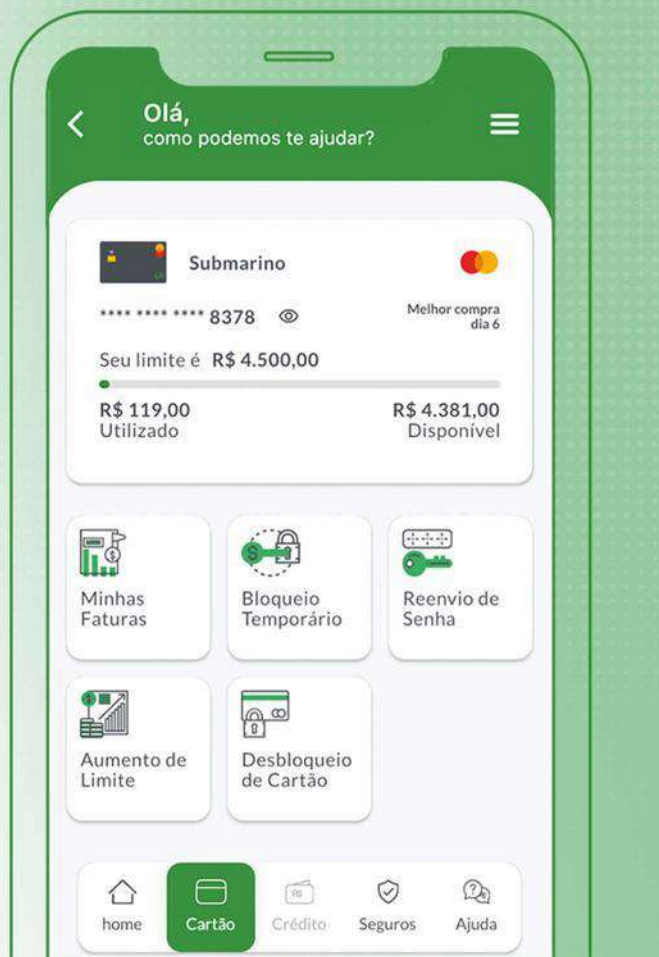 Olá,
como podemos te ajudar?
Submarino
**** **** **** 8378
Melhor compra
dia 6
Seu limite é R$ 4.500,00
R$ 119,00
Utilizado
R$ 4.381,00
Disponível
Minhas
Faturas
Bloqueio
Temporário
Reenvio de
Senha
Aumento de
Limite
Desbloqueio
de Cartão
home
Cartão
Crédito
Seguros
Ajuda